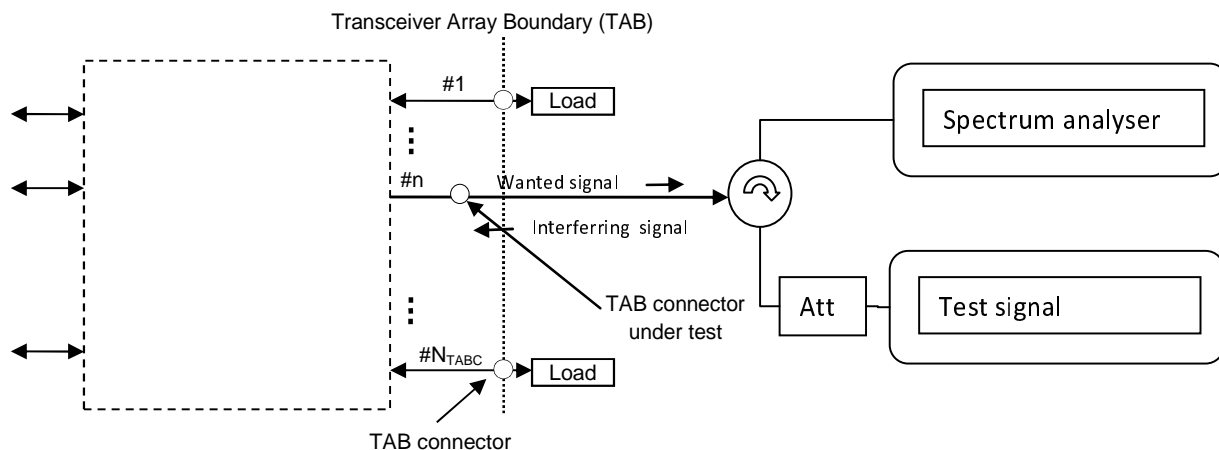 Transceiver Array Boundary (TAB)
#1
Load
Spectrum analyser
#n
Wanted signal
Interferring signal
TAB connector
under test
Att
Test signal
#NTABC
Load
TAB connector